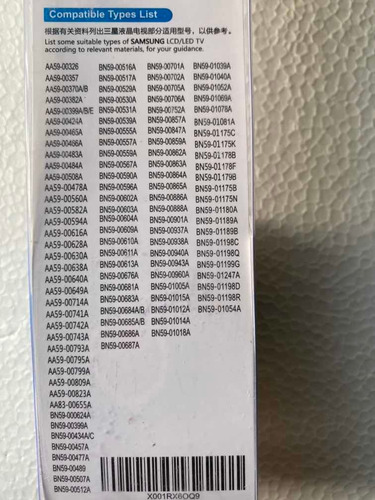 Compatible Types List
根据有关资料列出三星液晶电视部分适用型号，以供参考。
List some suitable types of SAMSUNG LCD/LED TV
according to relevant materials, for your guidance.
AA59-00326
AA59-00357
AA59-00370A/B
AA59-00382A
AA59-00399A/B/E
AA59-00424A
AA59-00465A
AA59-00486A
AA59-00483A
AA59-00484A
AA59-00508A
AA59-00478A
AA59-00560A
AA59-00582A
AA59-00594A
AA59-00616A
AA59-00628A
AA59-00630A
AA59-00638A
AA59-00640A
AA59-00649A
AA59-00714A
AA59-00741A
AA59-00742A
AA59-00743A
AA59-00793A
AA59-00795A
AA59-00799A
AA59-00809A
AA59-00823A
AA83-00655A
BN59-00624A
BN59-00399A
BN59-00434A/C
BN59-00457A
BN59-00477A
BN59-00489
BN59-00507A
BN59-00512A
BN59-00516A
BN59-00517A
BN59-00529A
BN59-00530A
BN59-00531A
BN59-00539A
BN59-00555A
BN59-00557A
BN59-00559A
BN59-00567A
BN59-00590A
BN59-00596A
BN59-00602A
BN59-00603A
BN59-00604A
BN59-00609A
BN59-00610A
BN59-00611A
BN59-00613A
BN59-00676A
BN59-00681A
BN59-00683A
BN59-00684A/B
BN59-00685A/B
BN59-00686A
BN59-00687A
BN59-00701A
BN59-00702A
BN59-00705A
BN59-00706A
BN59-00752A
BN59-00857A
BN59-00847A
BN59-00859A
BN59-00862A
BN59-00863A
BN59-00864A
BN59-00865A
BN59-00886A
BN59-00888A
BN59-00901A
BN59-00937A
BN59-00938A
BN59-00940A
BN59-00943A
BN59-00960A
BN59-01005A
BN59-01015A
BN59-01012A
BN59-01014A
BN59-01018A
BN59-01039A
BN59-01040A
BN59-01052A
BN59-01069A
BN59-01078A
BN59-01081A
BN59-01175C
BN59-01175K
BN59-01178B
BN59-01178F
BN59-01179B
BN59-01175B
BN59-01175N
BN59-01180A
BN59-01189A
BN59-01189B
BN59-01198C
BN59-01198Q
BN59-01199G
BN59-01247A
BN59-01198D
BN59-01198R
BN59-01054A
X001RX6OQ9